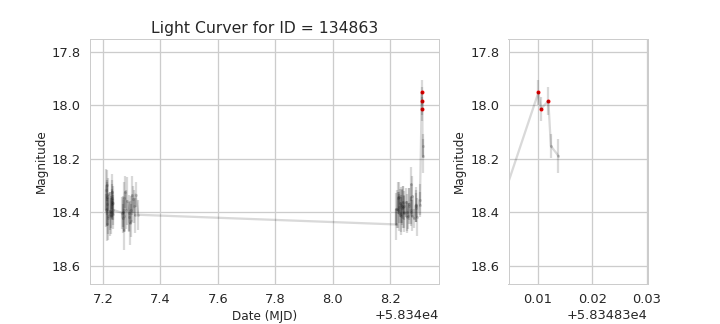 Light Curver for ID = 134863
17.8
18.0
18.2
18.4
18.6
Magnitude
7.2 7.4 7.6 7.8 8.0 8.2
Date (MJD)
+5.834e4
17.8
18.0
18.2
18.4
18.6
Magnitude
0.01 0.02 0.03
+5.83483e4